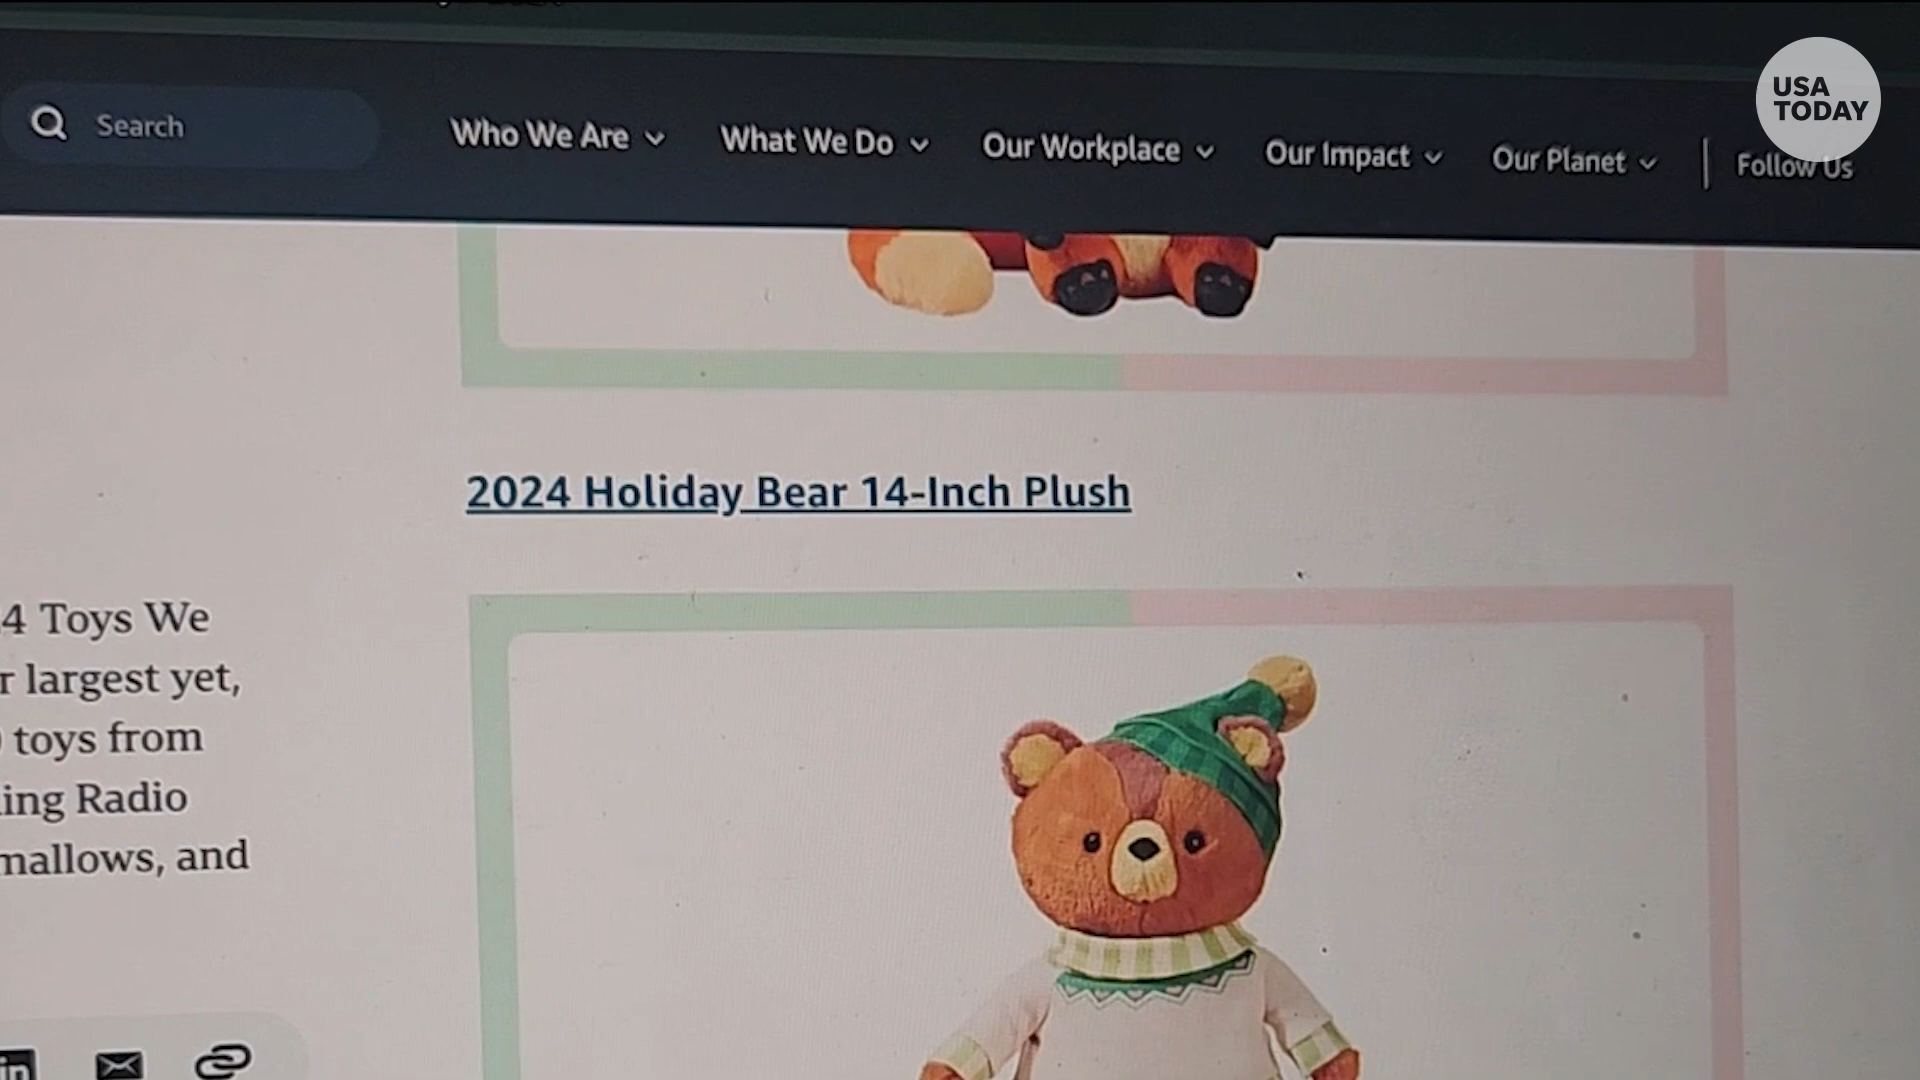 USA
TODAY
Search
Who We Are
What We Do
Our Workplace
Our Impact
Our Planet
Follow Us
2024 Holiday Bear 14-Inch Plush
4 Toys We
r largest yet,
toys from
ing Radio
mallows, and
in